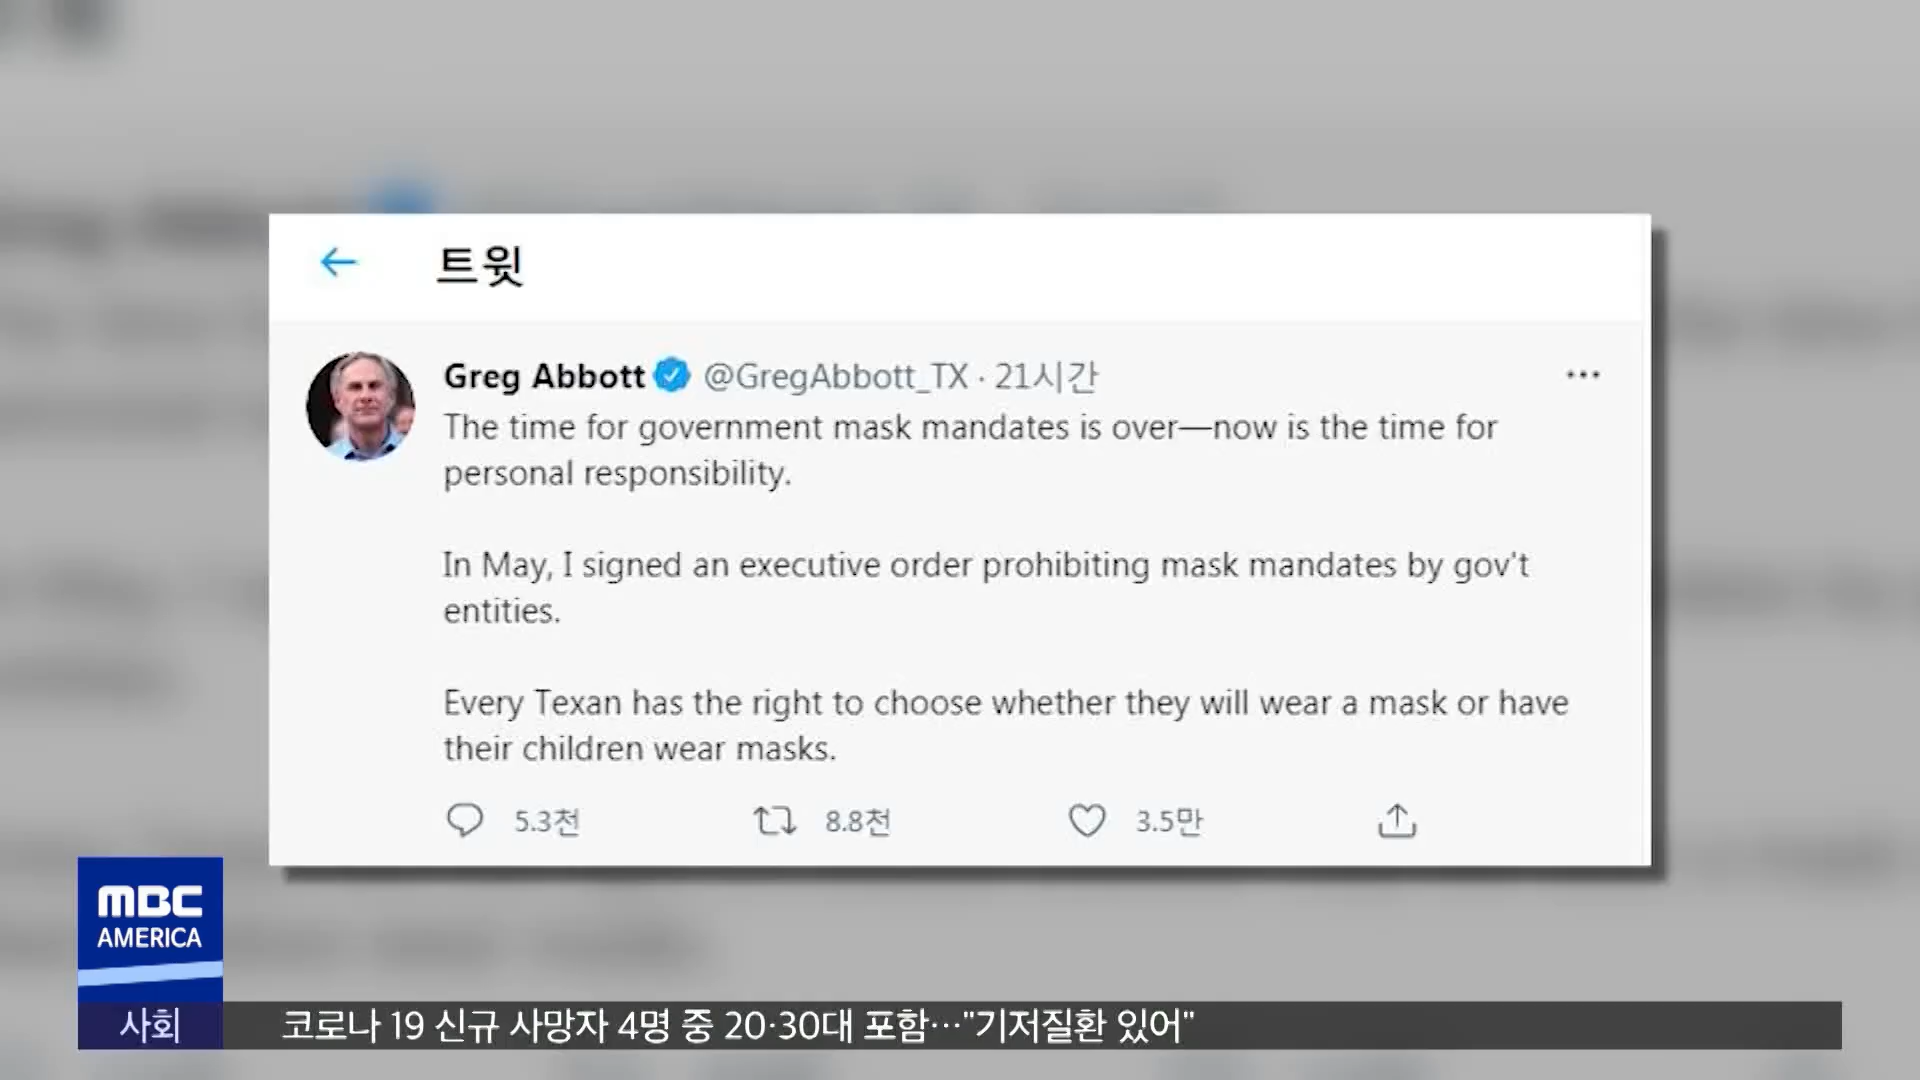 트윗
Greg Abbott @GregAbbott_TX · 21시간
The time for government mask mandates is over—now is the time for
personal responsibility.
In May, I signed an executive order prohibiting mask mandates by gov't
entities.
Every Texan has the right to choose whether they will wear a mask or have
their children wear masks.
5.3천 8.8천 3.5만
MBC
AMERICA
사회 코로나 19 신규 사망자 4명 중 20·30대 포함…"기저질환 있어"